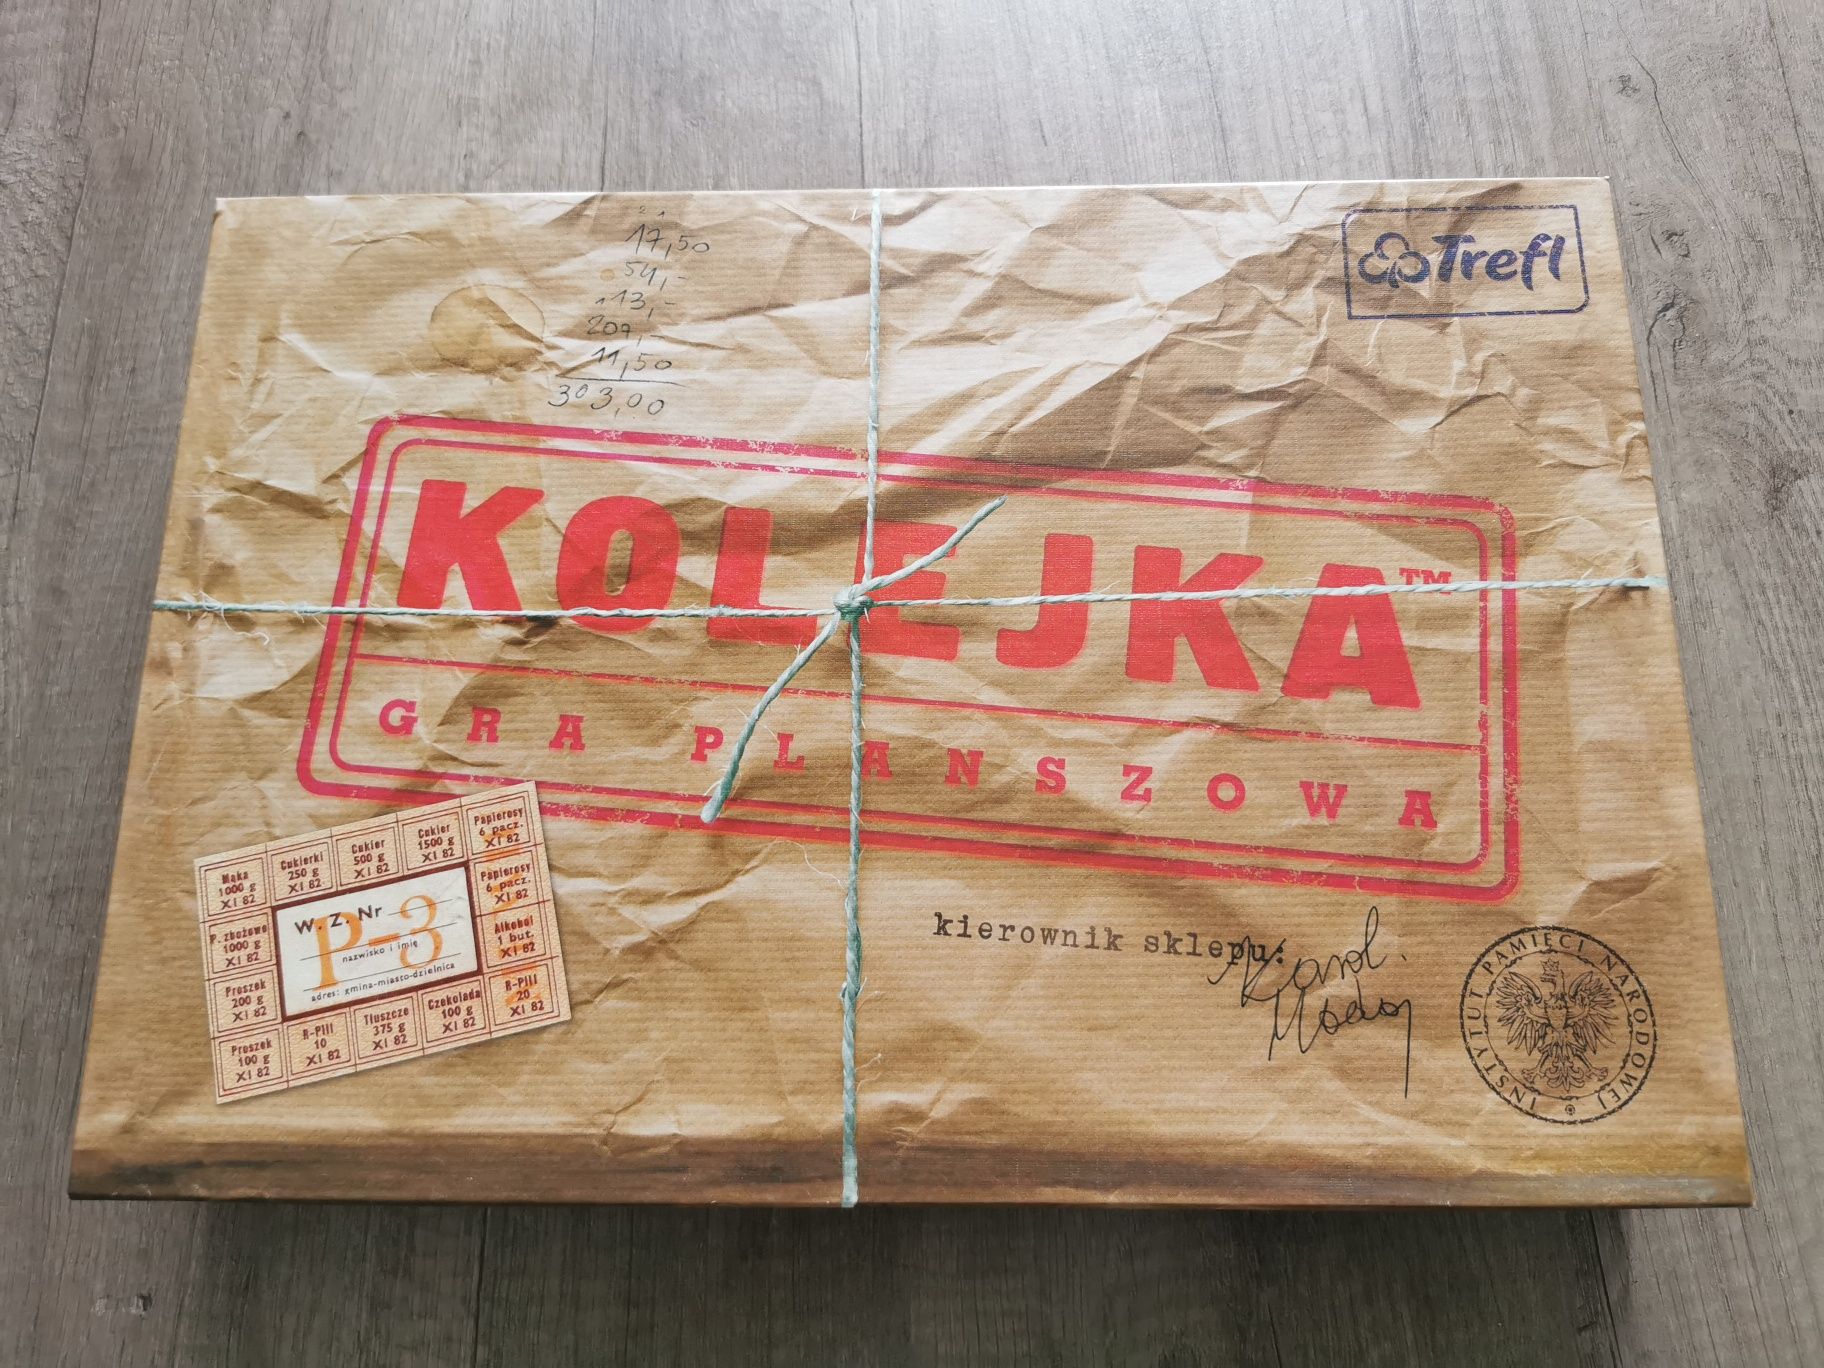 17,50
54,-
13,-
207,-
11,50
303,00
Trefl
KOLEJKA™
GRA PLANSZOWA
Mąka
1000 g
XI 82
Cukierki
250 g
XI 82
Cukier
500 g
XI 82
Cukier
1500 g
XI 82
Papierosy
6 pacz.
XI 82
P. zbożowe
1000 g
XI 82
W. Z. Nr
P-3
nazwisko i imię
adres: gmina-miasto-dzielnica
Papierosy
6 pacz.
XI 82
Alkohol
1 but.
XI 82
Proszek
200 g
XI 82
Proszek
100 g
XI 82
R-PIII
10
XI 82
Tłuszcze
375 g
XI 82
Czekolada
100 g
XI 82
R-PIII
20
XI 82
kierownik sklepu:
Karol
INSTYTUT PAMIĘCI NARODOWEJ